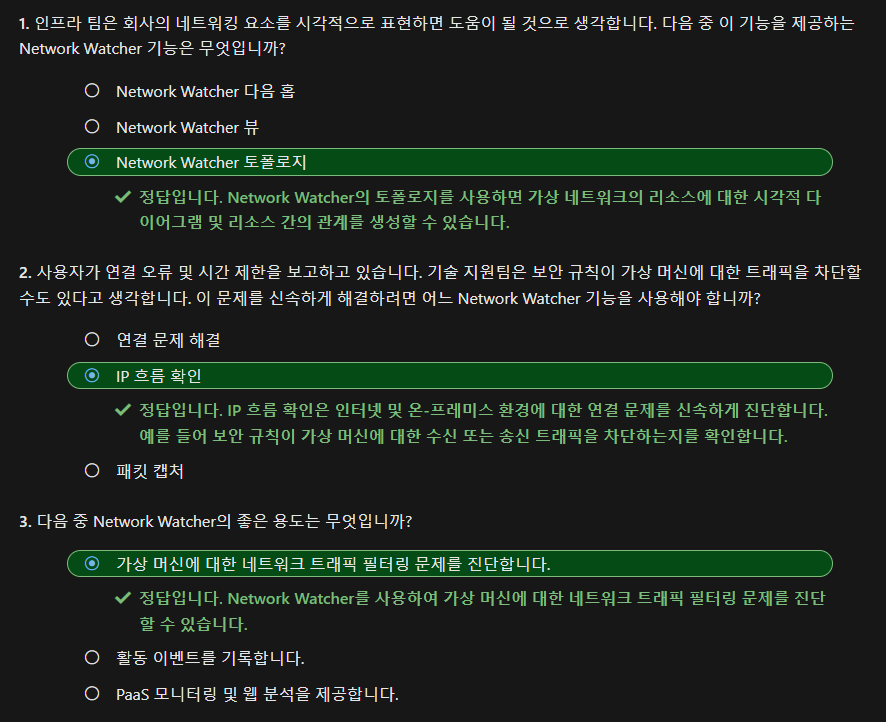 1. 인프라 팀은 회사의 네트워킹 요소를 시각적으로 표현하면 도움이 될 것으로 생각합니다. 다음 중 이 기능을 제공하는
Network Watcher 기능은 무엇입니까?
Network Watcher 다음 홉
Network Watcher 뷰
Network Watcher 토폴로지
정답입니다. Network Watcher의 토폴로지를 사용하면 가상 네트워크의 리소스에 대한 시각적 다
이어그램 및 리소스 간의 관계를 생성할 수 있습니다.
2. 사용자가 연결 오류 및 시간 제한을 보고하고 있습니다. 기술 지원팀은 보안 규칙이 가상 머신에 대한 트래픽을 차단할
수도 있다고 생각합니다. 이 문제를 신속하게 해결하려면 어느 Network Watcher 기능을 사용해야 합니까?
연결 문제 해결
IP 흐름 확인
정답입니다. IP 흐름 확인은 인터넷 및 온-프레미스 환경에 대한 연결 문제를 신속하게 진단합니다.
예를 들어 보안 규칙이 가상 머신에 대한 수신 또는 송신 트래픽을 차단하는지를 확인합니다.
패킷 캡처
3. 다음 중 Network Watcher의 좋은 용도는 무엇입니까?
가상 머신에 대한 네트워크 트래픽 필터링 문제를 진단합니다.
정답입니다. Network Watcher를 사용하여 가상 머신에 대한 네트워크 트래픽 필터링 문제를 진단
할 수 있습니다.
활동 이벤트를 기록합니다.
PaaS 모니터링 및 웹 분석을 제공합니다.